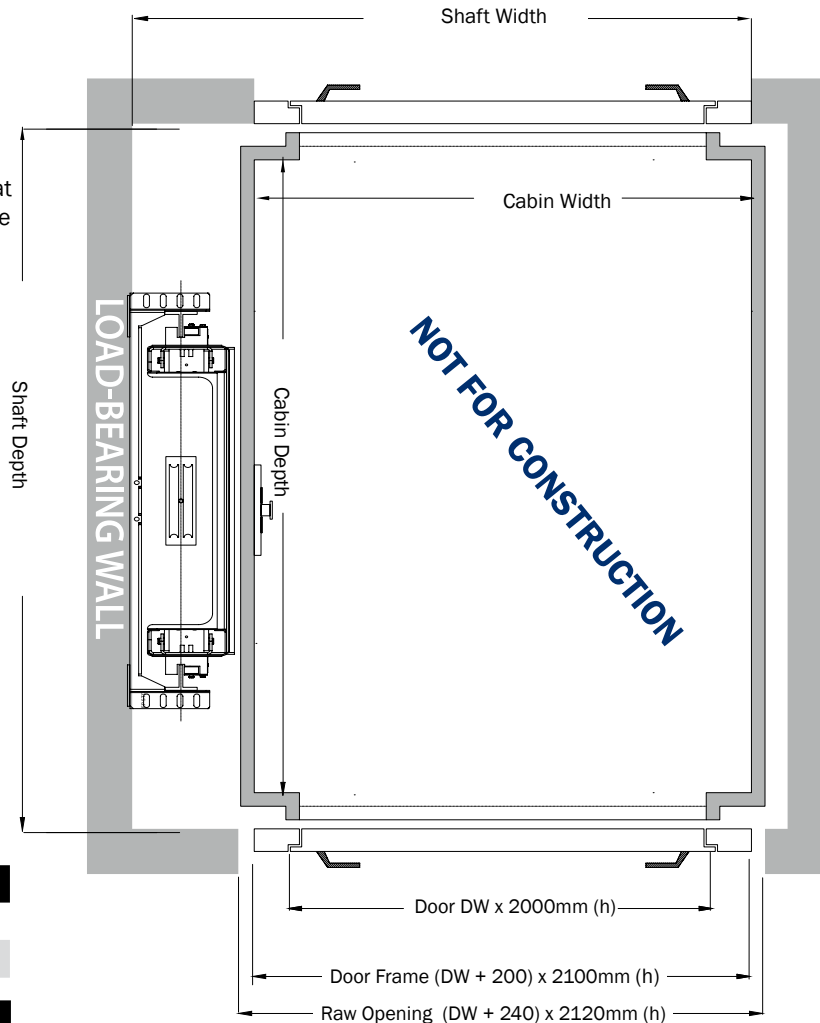 Shaft Width
at
e
Cabin Width
LOAD-BEARING WALL
NOT FOR CONSTRUCTION
Shaft Depth
Cabin Depth
Door DW x 2000mm (h)
Door Frame (DW + 200) x 2100mm (h)
Raw Opening (DW + 240) x 2120mm (h)